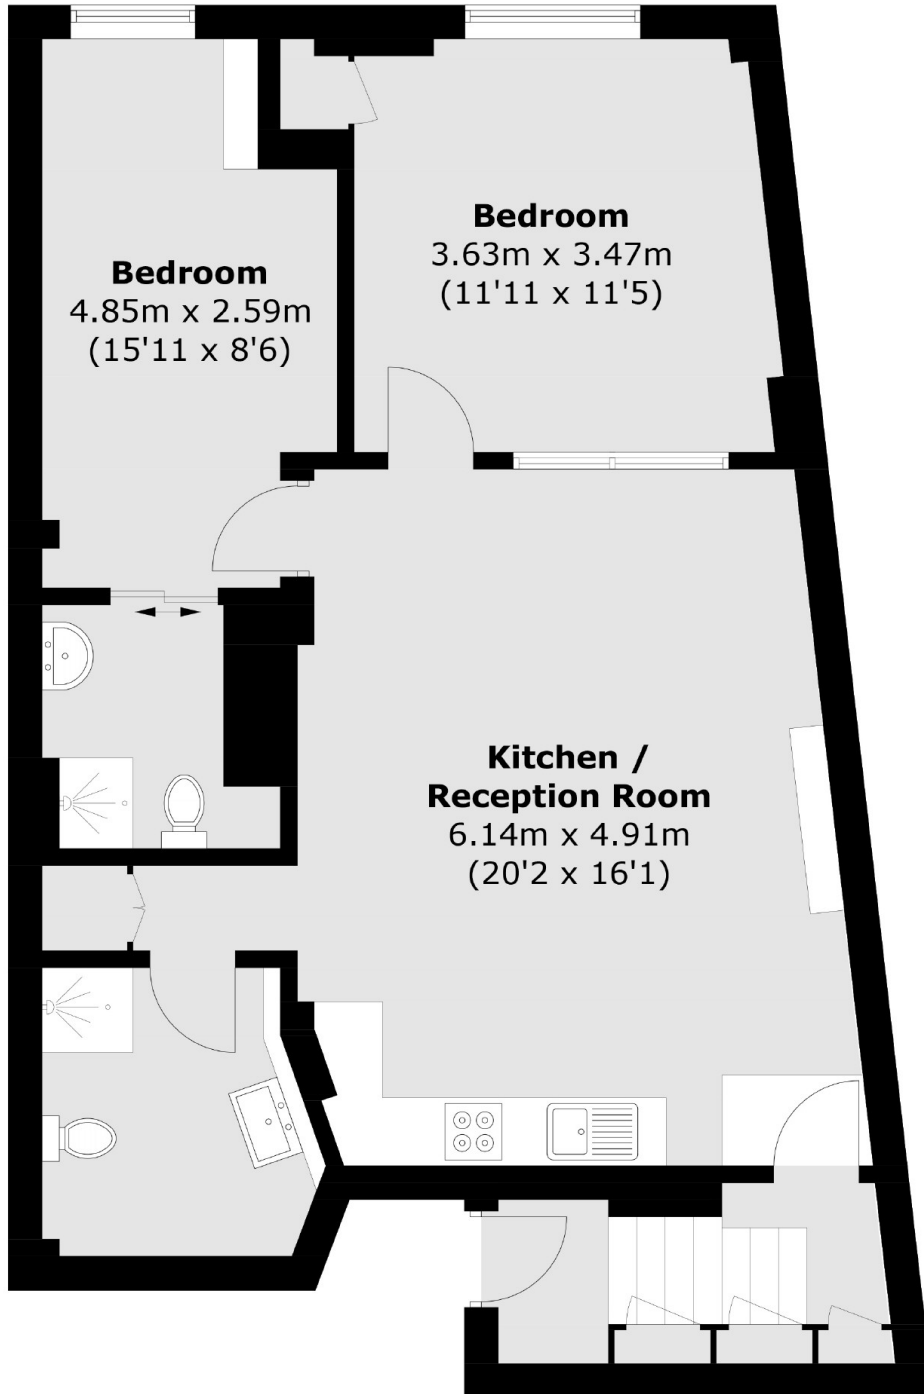 Bedroom
3.63m x 3.47m
(11'11 x 11'5)
Bedroom
4.85m x 2.59m
(15'11 x 8'6)
Kitchen /
Reception Room
6.14m x 4.91m
(20'2 x 16'1)